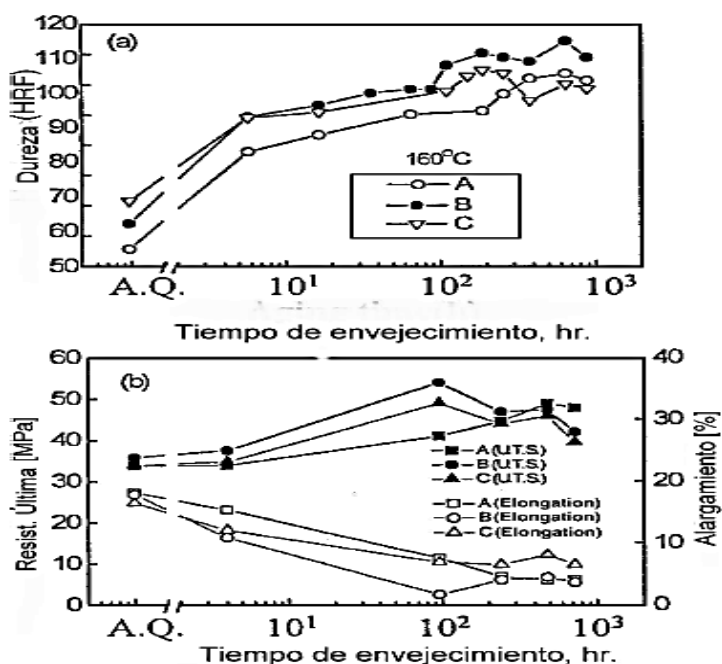 (a)
Dureza (HRF)
120
110
100
90
80
70
60
50
160°C
A
B
C
A.Q.
10¹
10²
10³
Tiempo de envejecimiento, hr.
(b)
Resist. Última [MPa]
60
50
40
30
20
10
0
A(U.T.S.)
B(U.T.S.)
C(U.T.S.)
A(Elongation)
B(Elongation)
C(Elongation)
40
30
20
10
0
Alargamiento [%]
A.Q.
10¹
10²
10³
Tiempo de envejecimiento, hr.